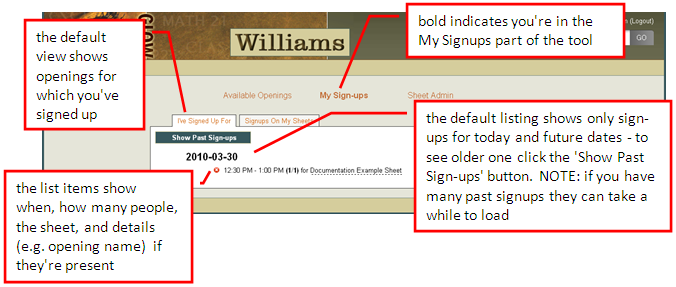 the default
view shows
openings for
which you've
signed up
bold indicates you're in the
My Signups part of the tool
GLOW
MATH 21
Williams
(Logout)
GO
Available Openings My Sign-ups Sheet Admin
I've Signed Up For Signups On My Sheets
Show Past Sign-ups
2010-03-30
12:30 PM - 1:00 PM (1/1) for Documentation Example Sheet
the default listing shows only sign-
ups for today and future dates - to
see older one click the 'Show Past
Sign-ups' button. NOTE: if you have
many past signups they can take a
while to load
the list items show
when, how many people,
the sheet, and details
(e.g. opening name) if
they're present